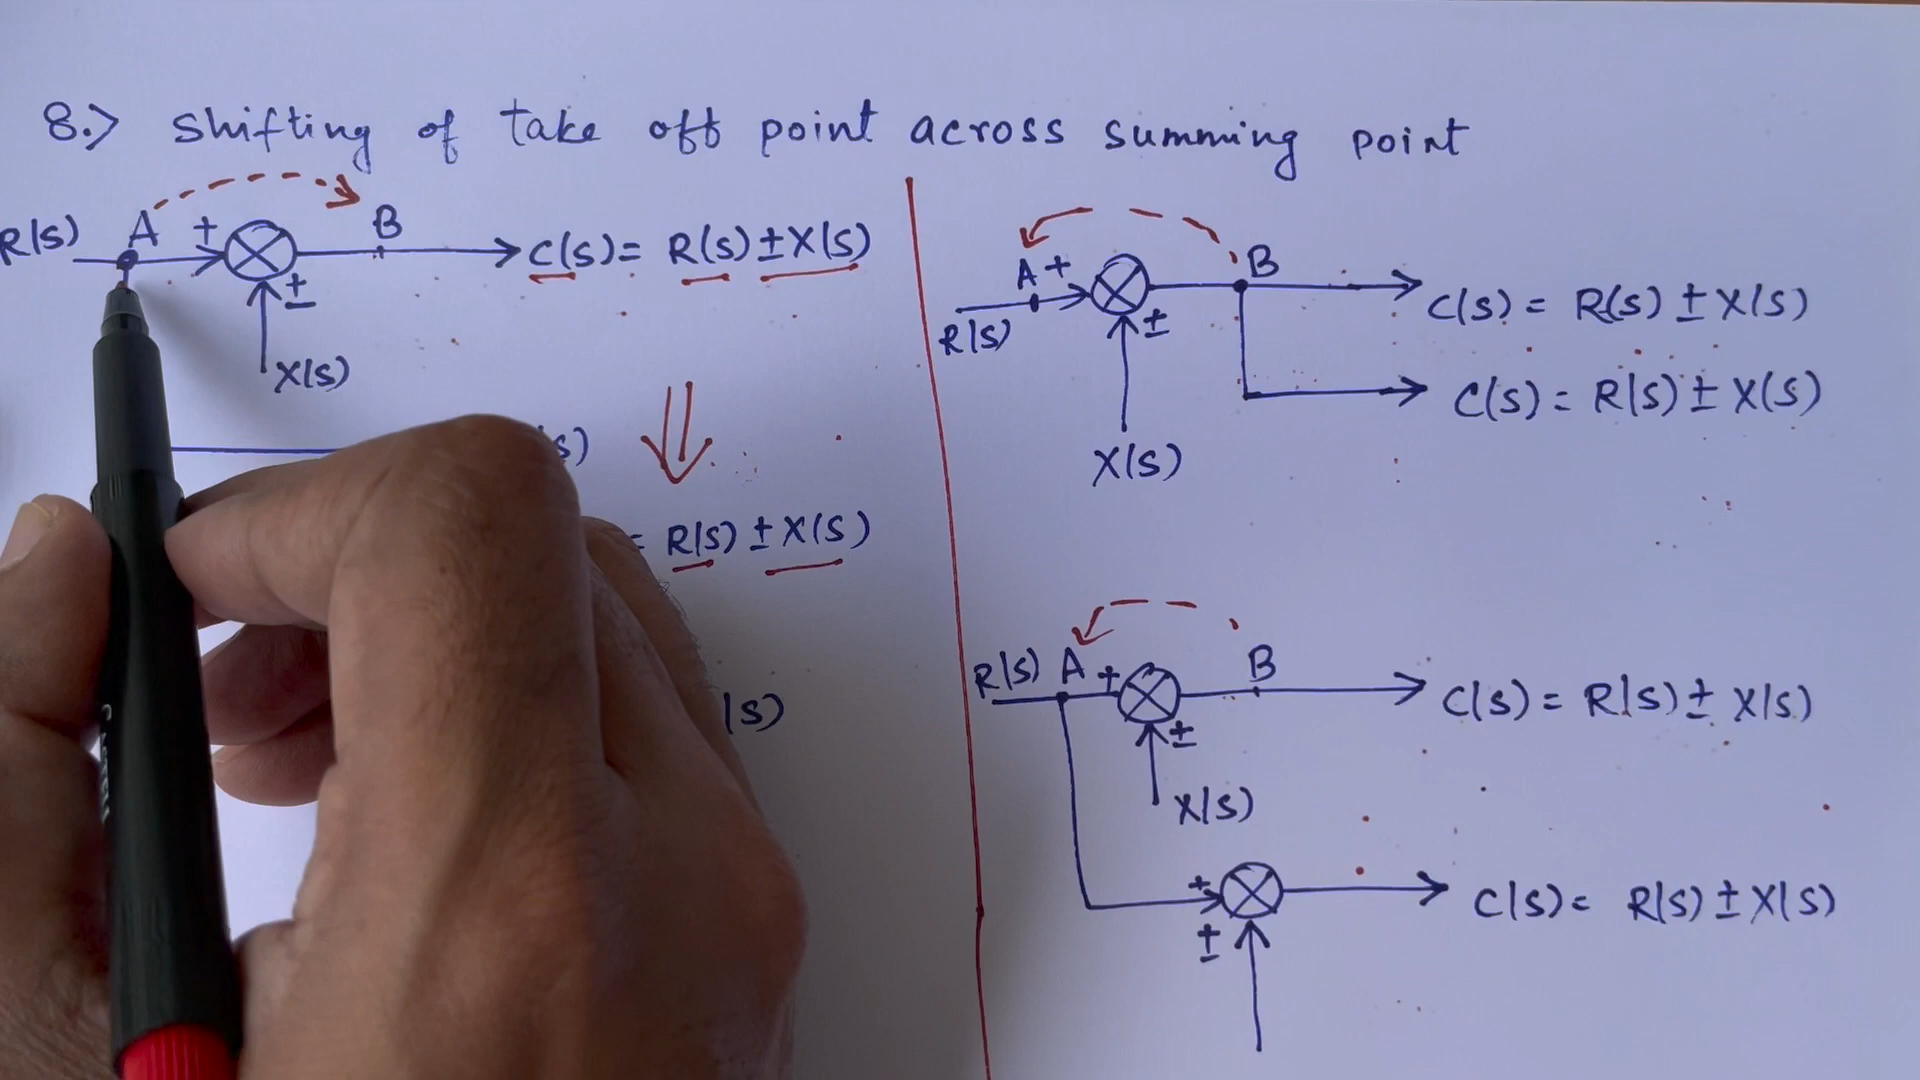 8.) Shifting of take off point across summing point
R(s) A + B C(s) = R(s) ± X(s)
±
X(s)
(s)
= R(s) ± X(s)
(s)
A + B
R(s) C(s) = R(s) ± X(s)
±
C(s) = R(s) ± X(s)
X(s)
R(s) A + B C(s) = R(s) ± X(s)
±
X(s)
+ C(s) = R(s) ± X(s)
±